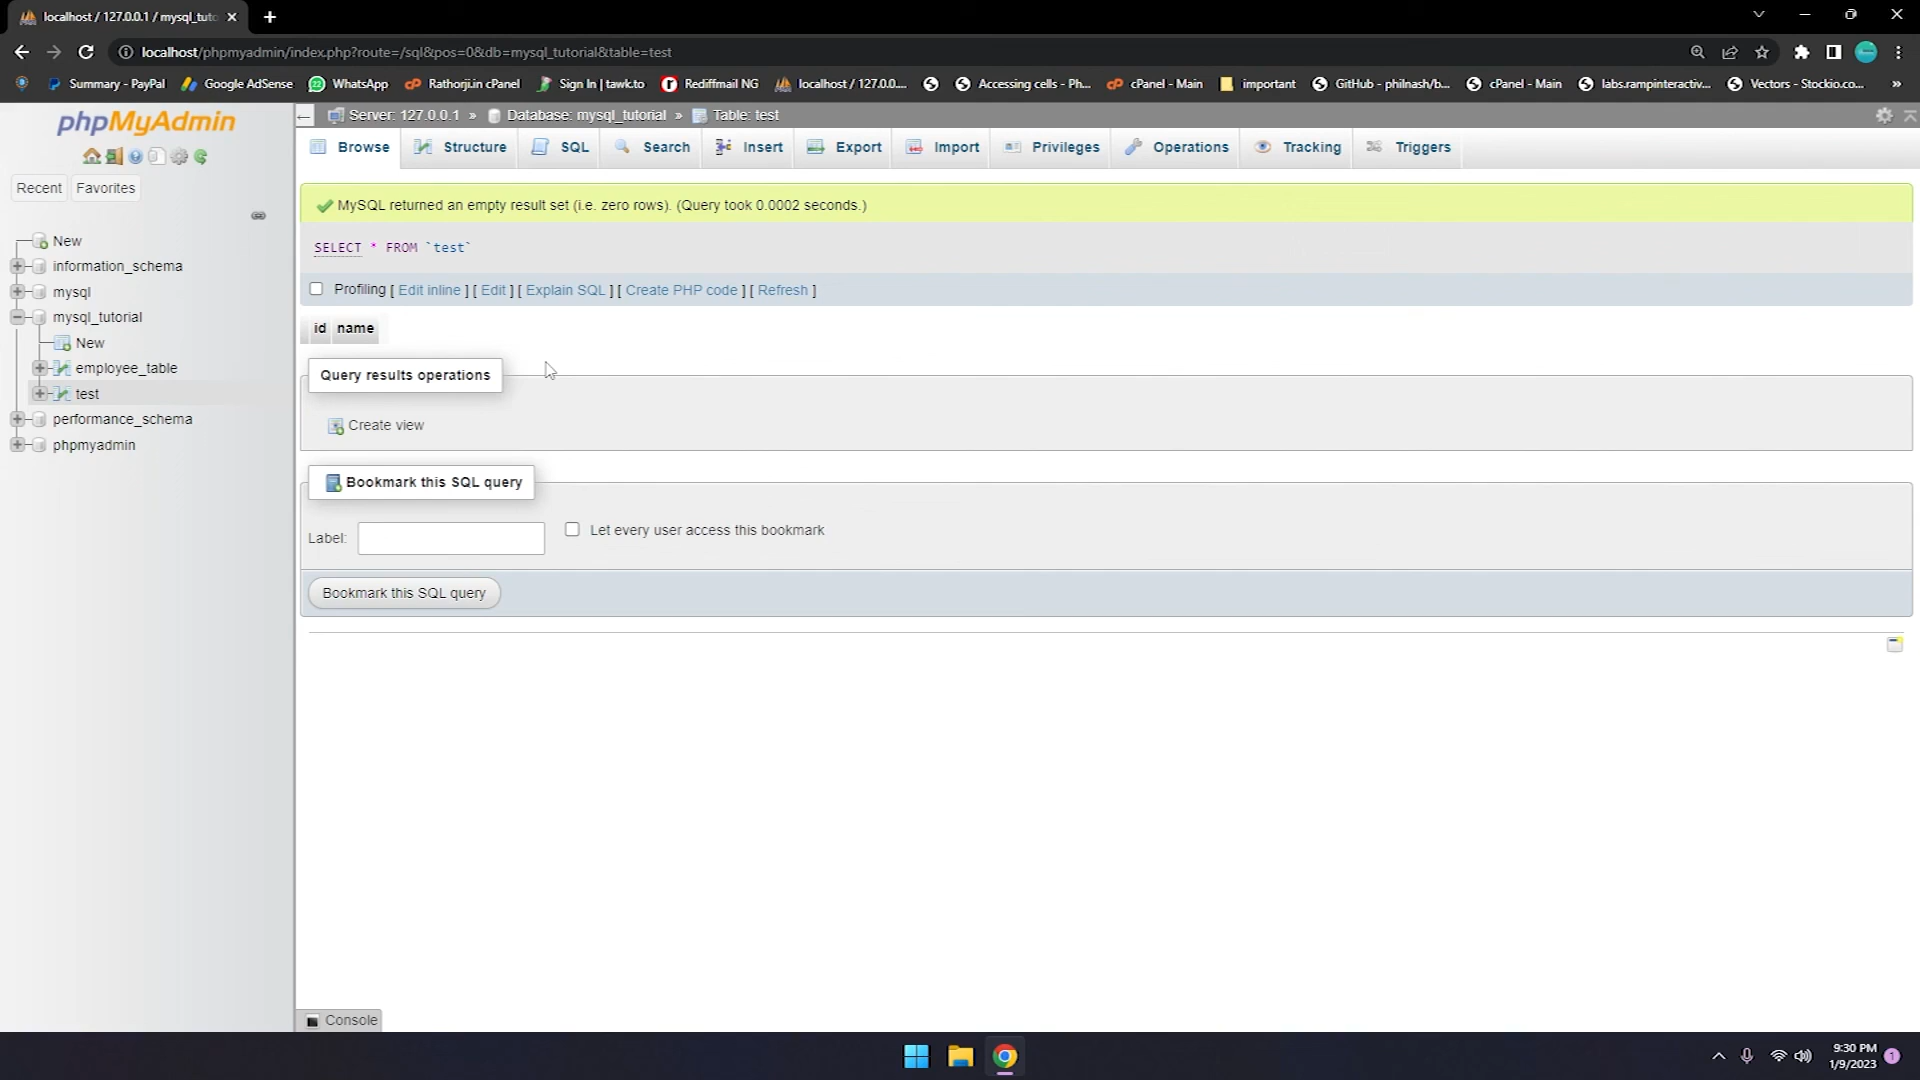 localhost / 127.0.0.1 / mysql_tuto
localhost/phpmyadmin/index.php?route=/sql&pos=0&db=mysql_tutorial&table=test
Summary - PayPal Google AdSense WhatsApp Rathorji.in cPanel Sign In | tawk.to Rediffmail NG localhost / 127.0.0.... Accessing cells - Ph... cPanel - Main important GitHub - philnash/b... cPanel - Main labs.rampinteractiv... Vectors - Stockio.co... »
phpMyAdmin
Server: 127.0.0.1 » Database: mysql_tutorial » Table: test
Browse Structure SQL Search Insert Export Import Privileges Operations Tracking Triggers
Recent Favorites
New
information_schema
mysql
mysql_tutorial
New
employee_table
test
performance_schema
phpmyadmin
MySQL returned an empty result set (i.e. zero rows). (Query took 0.0002 seconds.)
SELECT * FROM `test`
Profiling [ Edit inline ] [ Edit ] [ Explain SQL ] [ Create PHP code ] [ Refresh ]
id name
Query results operations
Create view
Bookmark this SQL query
Label: Let every user access this bookmark
Bookmark this SQL query
Console
9:30 PM
1/9/2023 1